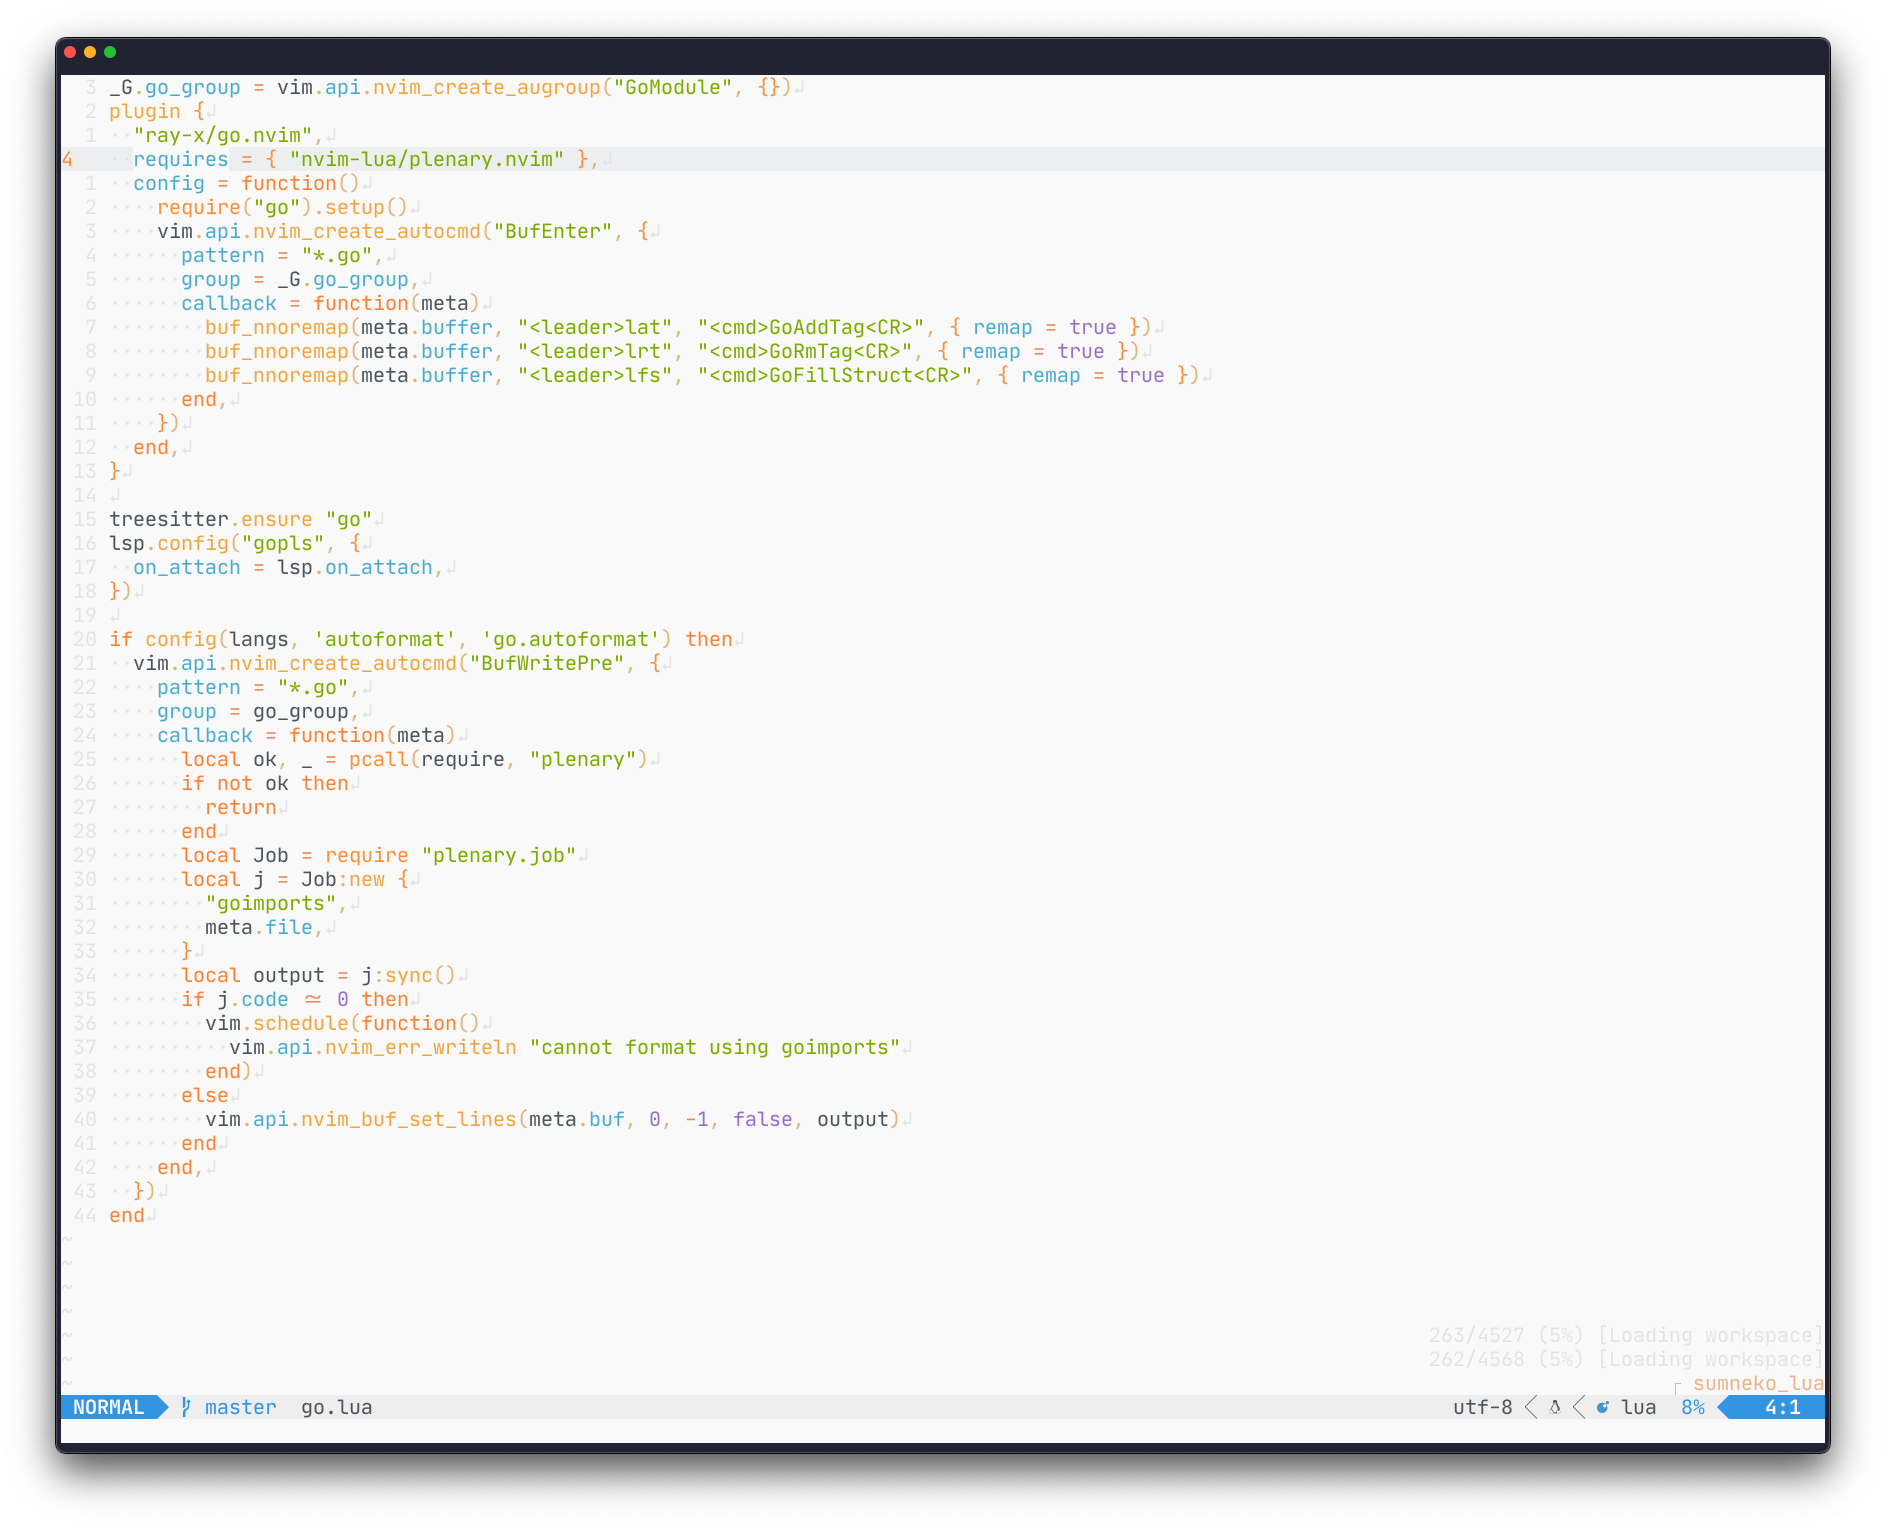 3 _G.go_group = vim.api.nvim_create_augroup("GoModule", {})
2 plugin {
1 "ray-x/go.nvim",
4 requires = { "nvim-lua/plenary.nvim" },
1 config = function()
2 require("go").setup()
3 vim.api.nvim_create_autocmd("BufEnter", {
4 pattern = "*.go",
5 group = _G.go_group,
6 callback = function(meta)
7 buf_nnoremap(meta.buffer, "<leader>lat", "<cmd>GoAddTag<CR>", { remap = true })
8 buf_nnoremap(meta.buffer, "<leader>lrt", "<cmd>GoRmTag<CR>", { remap = true })
9 buf_nnoremap(meta.buffer, "<leader>lfs", "<cmd>GoFillStruct<CR>", { remap = true })
10 end,
11 })
12 end,
13 }
14
15 treesitter.ensure "go"
16 lsp.config("gopls", {
17 on_attach = lsp.on_attach,
18 })
19
20 if config(langs, 'autoformat', 'go.autoformat') then
21 vim.api.nvim_create_autocmd("BufWritePre", {
22 pattern = "*.go",
23 group = go_group,
24 callback = function(meta)
25 local ok, _ = pcall(require, "plenary")
26 if not ok then
27 return
28 end
29 local Job = require "plenary.job"
30 local j = Job:new {
31 "goimports",
32 meta.file,
33 }
34 local output = j:sync()
35 if j.code ≃ 0 then
36 vim.schedule(function()
37 vim.api.nvim_err_writeln "cannot format using goimports"
38 end)
39 else
40 vim.api.nvim_buf_set_lines(meta.buf, 0, -1, false, output)
41 end
42 end,
43 })
44 end
~
~
~
~
~ 263/4527 (5%) [Loading workspace]
~ 262/4568 (5%) [Loading workspace]
~ ┌ sumneko_lua
NORMAL master go.lua utf-8 lua 8% 4:1